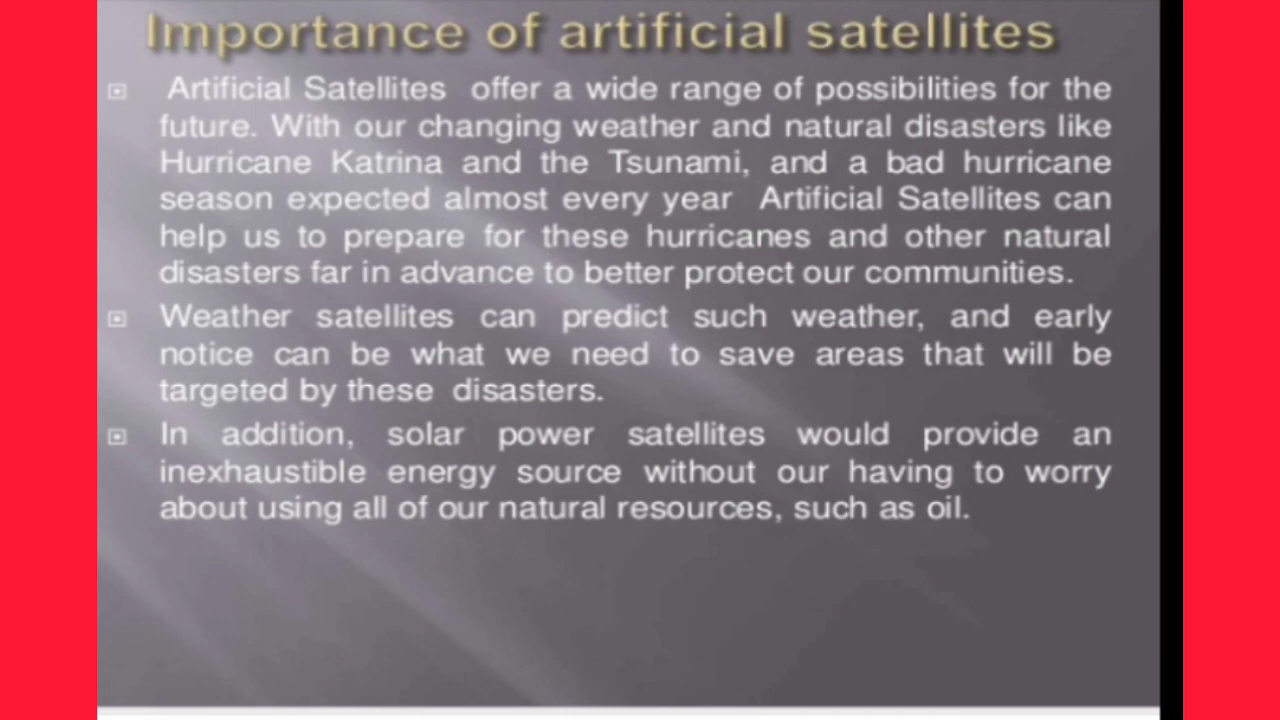 Importance of artificial satellites
Artificial Satellites offer a wide range of possibilities for the
future. With our changing weather and natural disasters like
Hurricane Katrina and the Tsunami, and a bad hurricane
season expected almost every year Artificial Satellites can
help us to prepare for these hurricanes and other natural
disasters far in advance to better protect our communities.
Weather satellites can predict such weather, and early
notice can be what we need to save areas that will be
targeted by these disasters.
In addition, solar power satellites would provide an
inexhaustible energy source without our having to worry
about using all of our natural resources, such as oil.